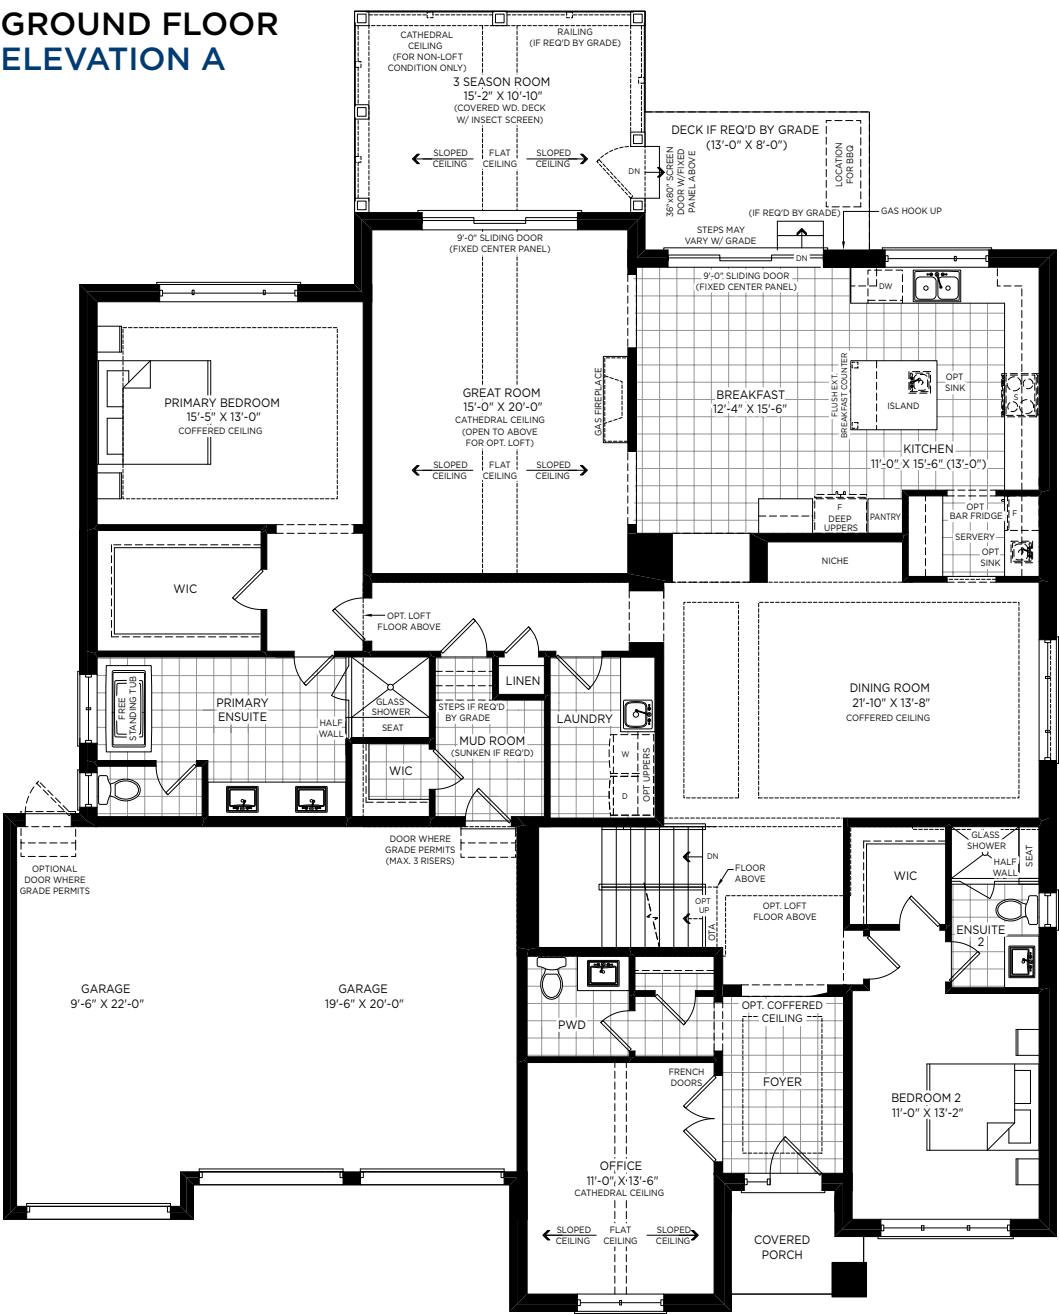 GROUND FLOOR
ELEVATION A
CATHEDRAL
CEILING
(FOR NON-LOFT
CONDITION ONLY)
RAILING
(IF REQ'D BY GRADE)
3 SEASON ROOM
15'-2" X 10'-10"
(COVERED WD. DECK
W/ INSECT SCREEN)
SLOPED
CEILING
FLAT
CEILING
SLOPED
CEILING
DN
36"x80" SCREEN
DOOR W/FIXED
PANEL ABOVE
DECK IF REQ'D BY GRADE
(13'-0" X 8'-0")
LOCATION
FOR BBQ
(IF REQ'D BY GRADE)
GAS HOOK UP
STEPS MAY
VARY W/ GRADE
DN
9'-0" SLIDING DOOR
(FIXED CENTER PANEL)
9'-0" SLIDING DOOR
(FIXED CENTER PANEL)
DW
PRIMARY BEDROOM
15'-5" X 13'-0"
COFFERED CEILING
GREAT ROOM
15'-0" X 20'-0"
CATHEDRAL CEILING
(OPEN TO ABOVE
FOR OPT. LOFT)
SLOPED
CEILING
FLAT
CEILING
SLOPED
CEILING
GAS FIREPLACE
BREAKFAST
12'-4" X 15'-6"
FLUSH EXT.
BREAKFAST COUNTER
OPT
SINK
ISLAND
S
KITCHEN
11'-0" X 15'-6" (13'-0")
F
DEEP
UPPERS
PANTRY
OPT
BAR FRIDGE
F
SERVERY
OPT
SINK
NICHE
WIC
OPT. LOFT
FLOOR ABOVE
FREE
STANDING TUB
PRIMARY
ENSUITE
GLASS
SHOWER
SEAT
HALF
WALL
LINEN
STEPS IF REQ'D
BY GRADE
MUD ROOM
(SUNKEN IF REQ'D)
WIC
LAUNDRY
W
D
OPT UPPERS
DINING ROOM
21'-10" X 13'-8"
COFFERED CEILING
OPTIONAL
DOOR WHERE
GRADE PERMITS
DOOR WHERE
GRADE PERMITS
(MAX. 3 RISERS)
DN
FLOOR
ABOVE
OPT
UP
OTA
OPT. LOFT
FLOOR ABOVE
WIC
GLASS
SHOWER
SEAT
HALF
WALL
ENSUITE
2
GARAGE
9'-6" X 22'-0"
GARAGE
19'-6" X 20'-0"
PWD
OPT. COFFERED
CEILING
FOYER
FRENCH
DOORS
BEDROOM 2
11'-0" X 13'-2"
OFFICE
11'-0" X 13'-6"
CATHEDRAL CEILING
SLOPED
CEILING
FLAT
CEILING
SLOPED
CEILING
COVERED
PORCH